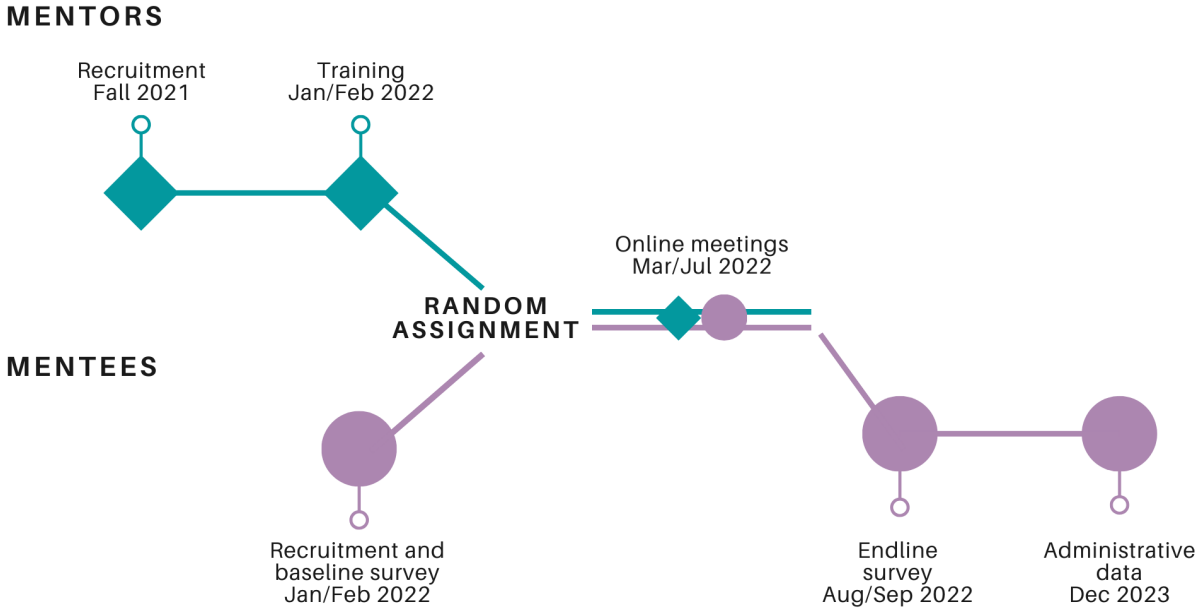 MENTORS
Recruitment
Fall 2021
Training
Jan/Feb 2022
Online meetings
Mar/Jul 2022
RANDOM
ASSIGNMENT
MENTEES
Recruitment and
baseline survey
Jan/Feb 2022
Endline
survey
Aug/Sep 2022
Administrative
data
Dec 2023